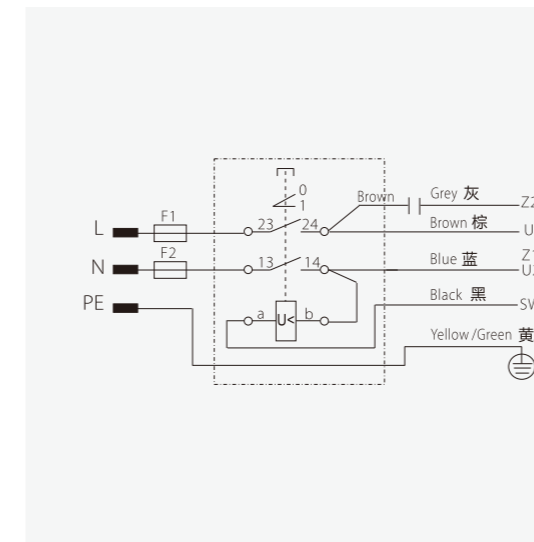 0
1
Brown
Grey 灰
Z2
F1
L
23
24
Brown 棕
U
F2
N
13
14
Blue 蓝
Z
U
PE
a
U<
b
Black 黑
SW
Yellow/Green 黄